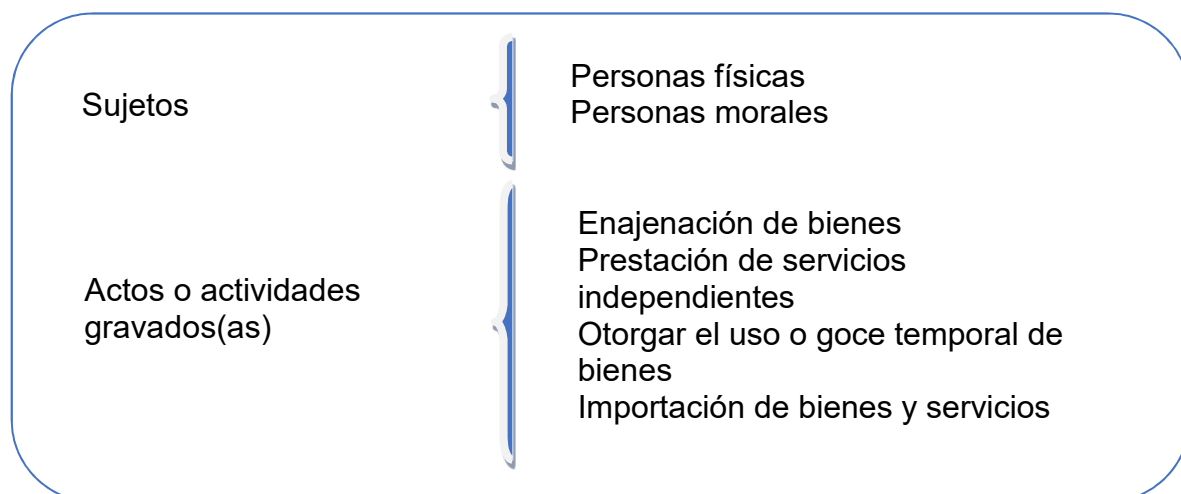 Sujetos
Personas físicas
Personas morales
Actos o actividades
gravados(as)
Enajenación de bienes
Prestación de servicios
independientes
Otorgar el uso o goce temporal de
bienes
Importación de bienes y servicios